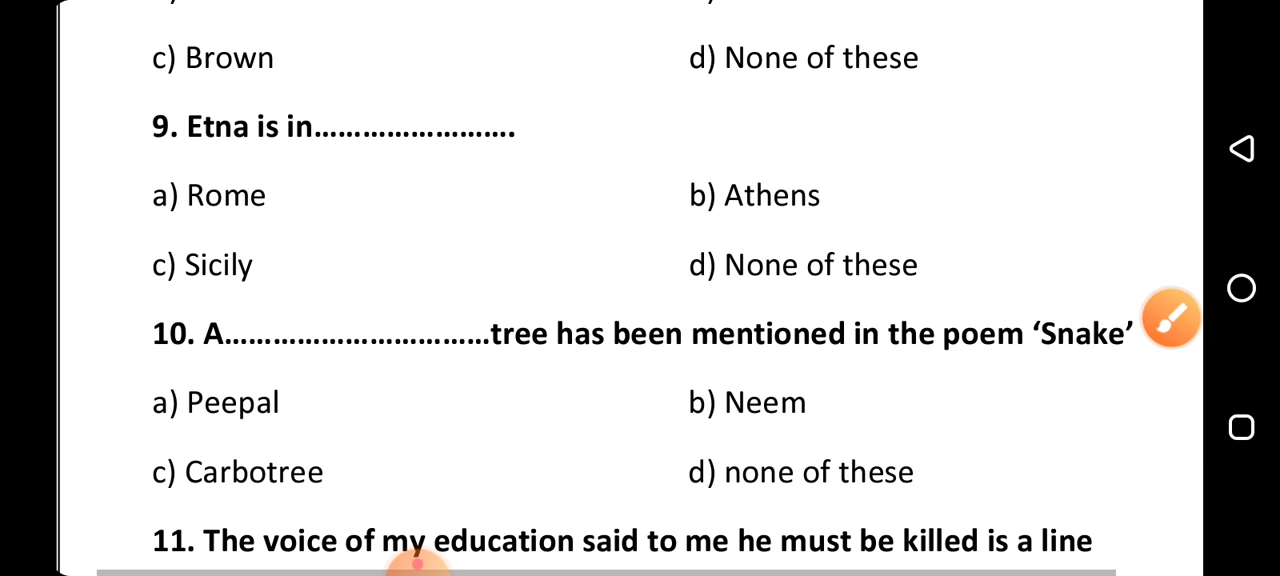 c) Brown d) None of these
9. Etna is in…………………….
a) Rome b) Athens
c) Sicily d) None of these
10. A……………………………tree has been mentioned in the poem ‘Snake’
a) Peepal b) Neem
c) Carbotree d) none of these
11. The voice of my education said to me he must be killed is a line